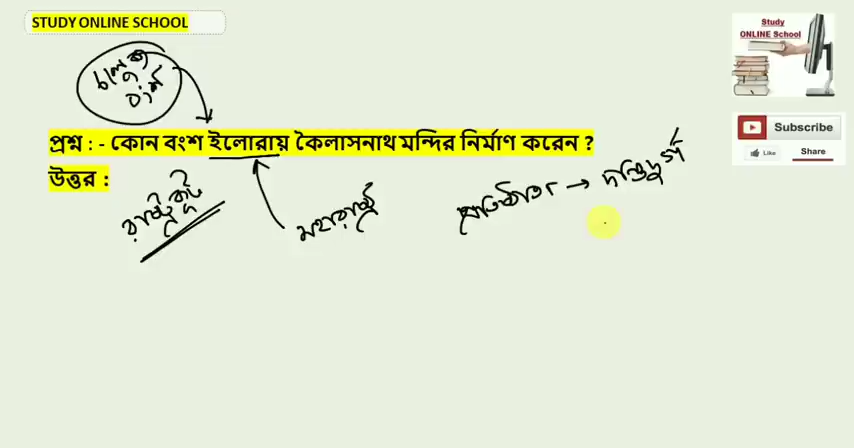 STUDY ONLINE SCHOOL
Study
ONLINE School
বংশ
প্রশ্ন : - কোন বংশ ইলোরায় কৈলাসনাথ মন্দির নির্মাণ করেন ?
Subscribe
Like Share
উত্তর :
রাষ্ট্রকূট
মহারাষ্ট্র
প্রতিষ্ঠাতা → দন্তিদুর্গ